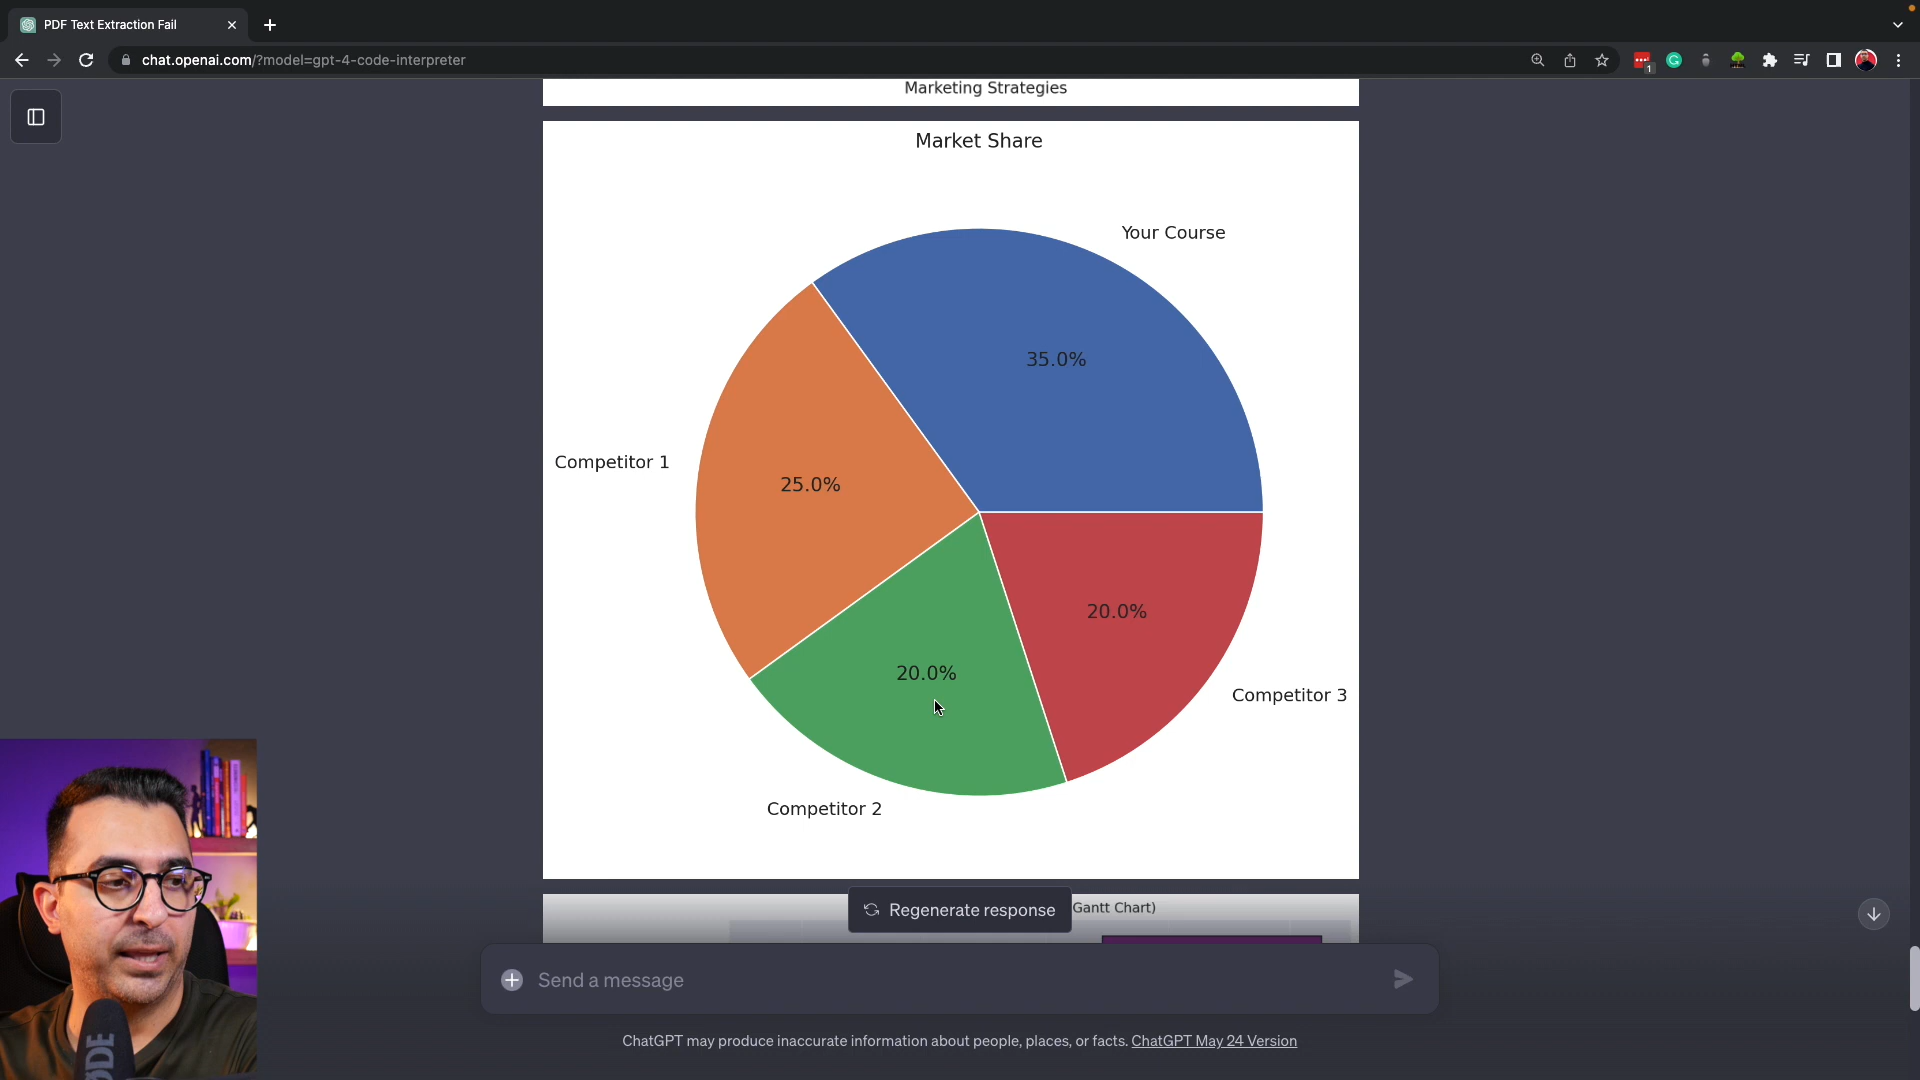 PDF Text Extraction Fail
chat.openai.com/?model=gpt-4-code-interpreter
1
Marketing Strategies
Market Share
Your Course
35.0%
Competitor 1
25.0%
20.0%
20.0%
Competitor 3
Competitor 2
Regenerate response
Gantt Chart)
Send a message
ChatGPT may produce inaccurate information about people, places, or facts. ChatGPT May 24 Version